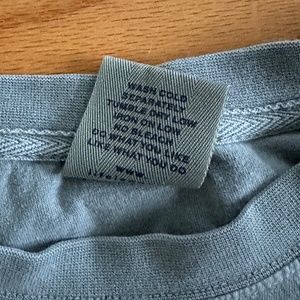 WASH COLD
SEPARATELY
TUMBLE DRY LOW
IRON ON LOW
NO BLEACH
DO WHAT YOU LIKE
LIKE WHAT YOU DO